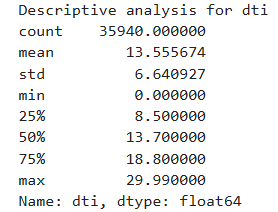 Descriptive analysis for dti
count    35940.000000
mean        13.555674
std          6.640927
min          0.000000
25%          8.500000
50%         13.700000
75%         18.800000
max         29.990000
Name: dti, dtype: float64